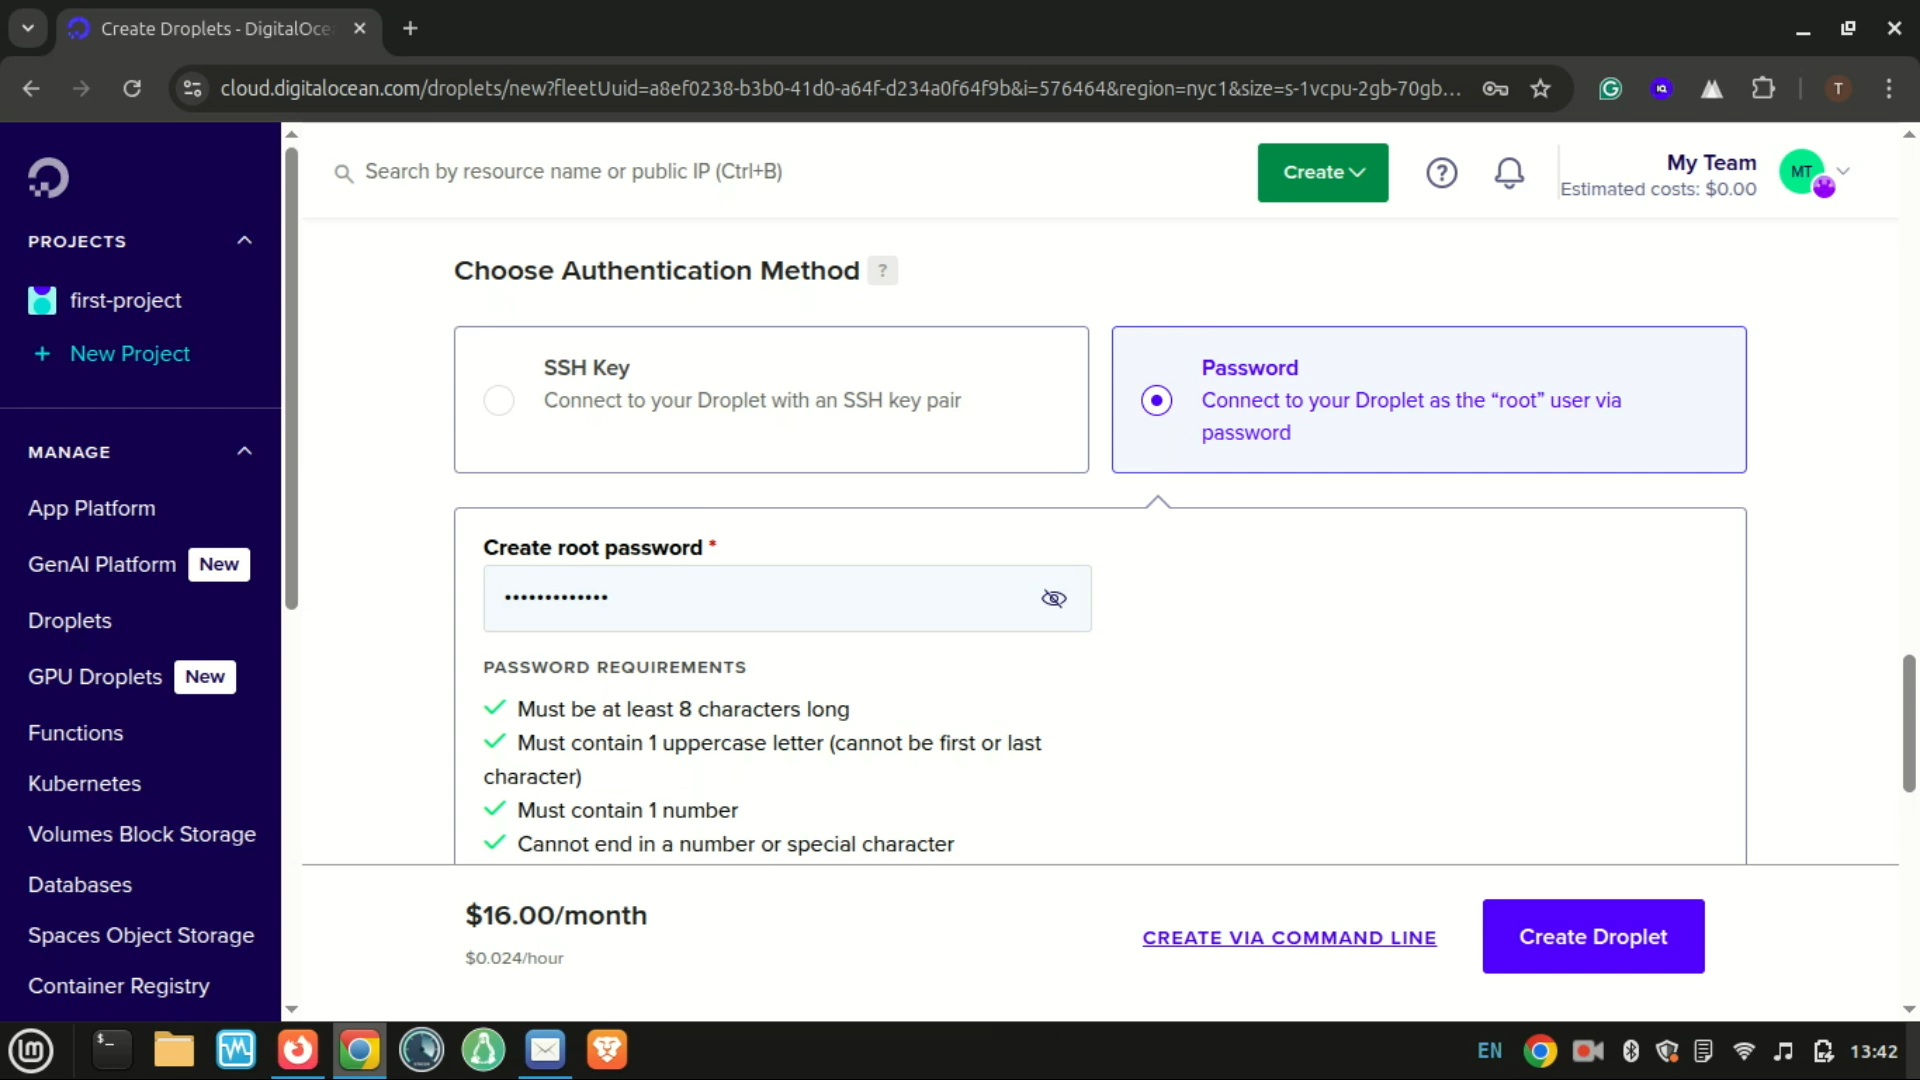 Create Droplets - DigitalOce
cloud.digitalocean.com/droplets/new?fleetUuid=a8ef0238-b3b0-41d0-a64f-d234a0f64f9b&i=576464&region=nyc1&size=s-1vcpu-2gb-70gb...
T
Search by resource name or public IP (Ctrl+B)
Create
?
My Team
Estimated costs: $0.00
MT
PROJECTS
first-project
+ New Project
MANAGE
App Platform
GenAI Platform New
Droplets
GPU Droplets New
Functions
Kubernetes
Volumes Block Storage
Databases
Spaces Object Storage
Container Registry
Choose Authentication Method ?
SSH Key
Connect to your Droplet with an SSH key pair
Password
Connect to your Droplet as the “root” user via
password
Create root password *
•••••••••••••
PASSWORD REQUIREMENTS
Must be at least 8 characters long
Must contain 1 uppercase letter (cannot be first or last
character)
Must contain 1 number
Cannot end in a number or special character
$16.00/month
$0.024/hour
CREATE VIA COMMAND LINE
Create Droplet
EN
13:42